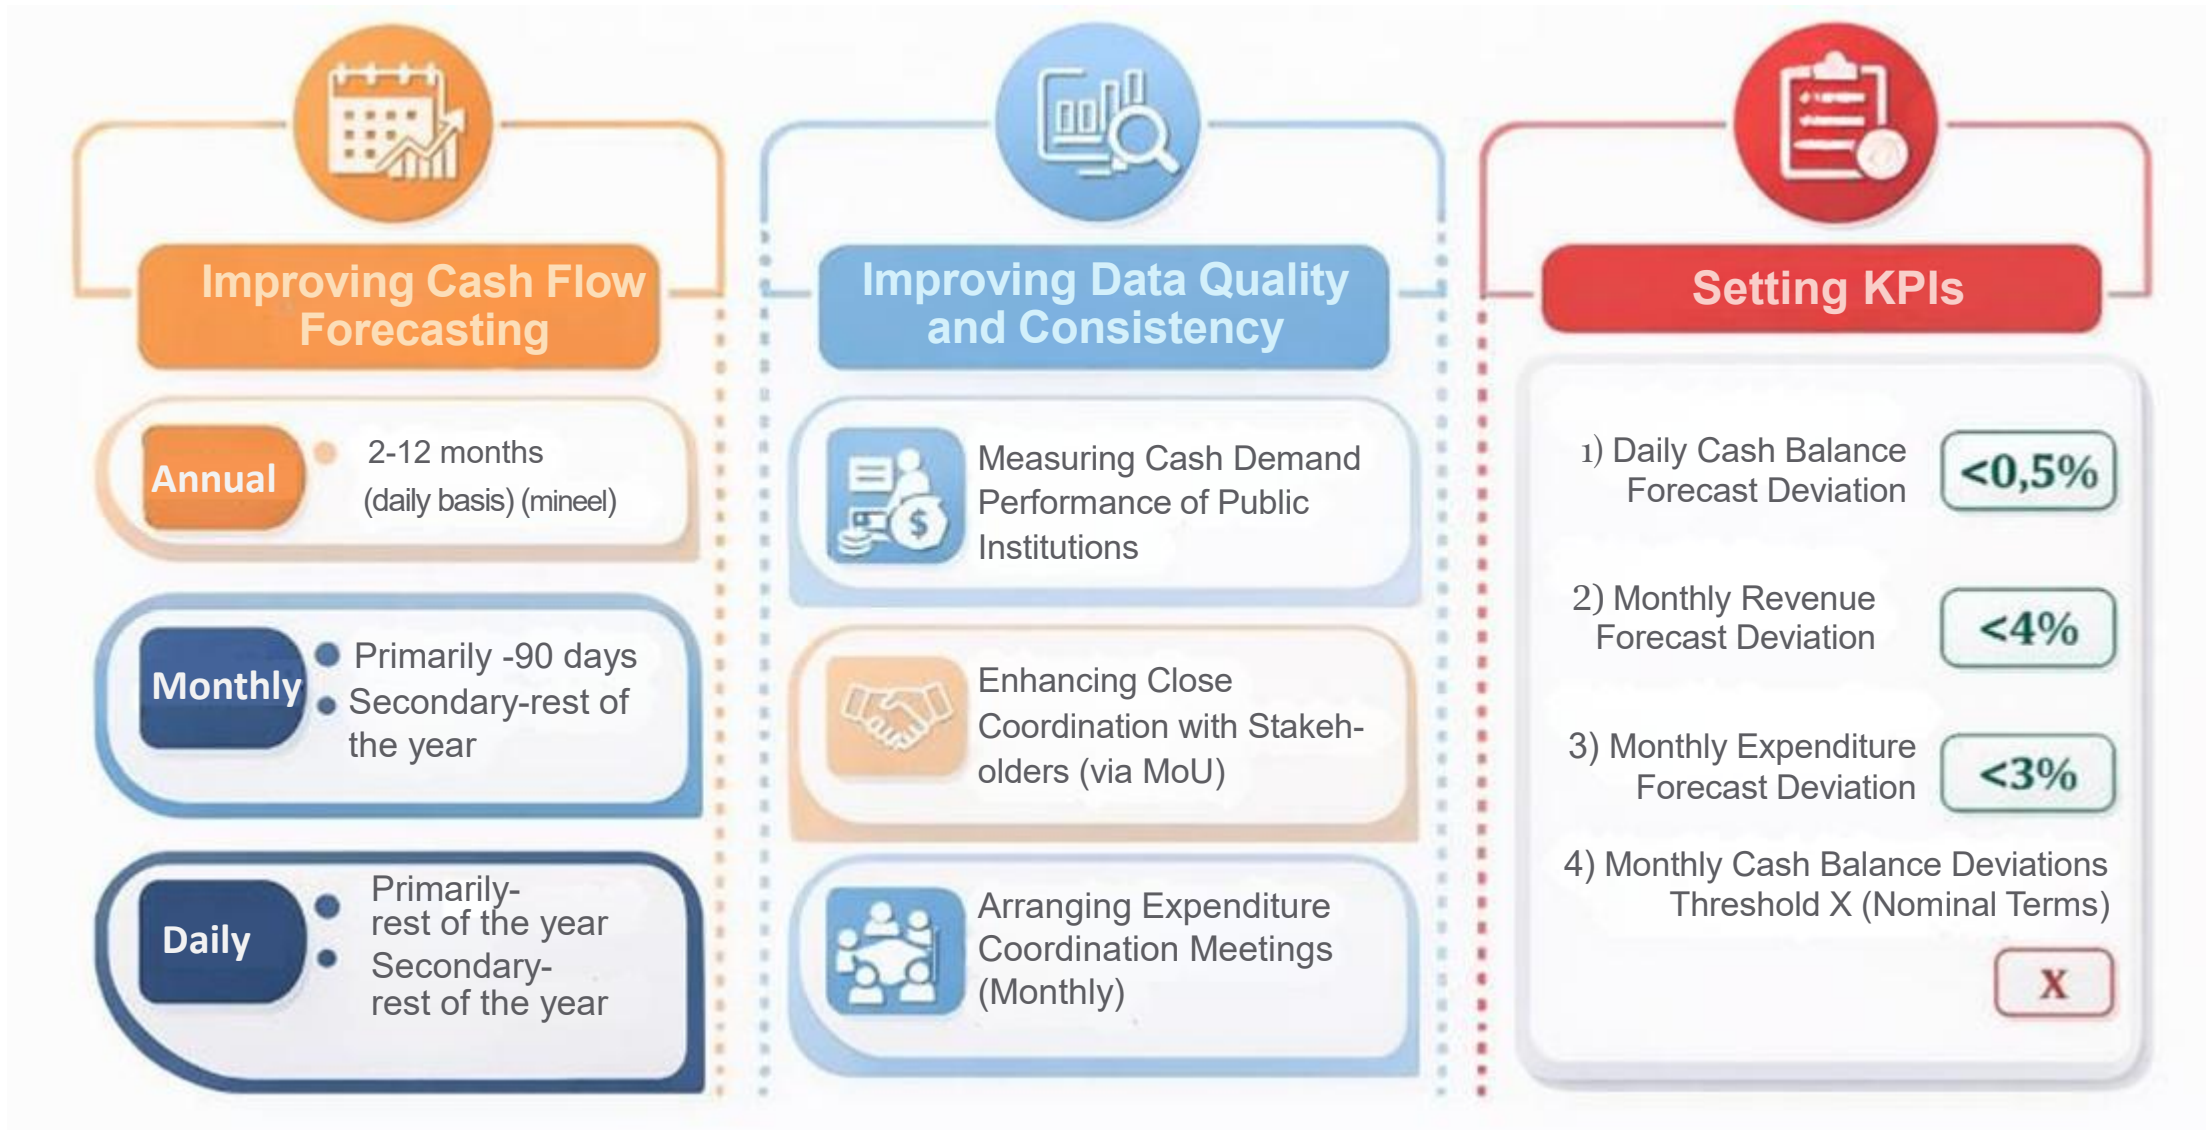 Improving Cash Flow
Forecasting
Annual
2-12 months
(daily basis) (mineel)
Monthly
Primarily -90 days
Secondary-rest of
the year
Daily
Primarily-
rest of the year
Secondary-
rest of the year
Improving Data Quality
and Consistency
Measuring Cash Demand
Performance of Public
Institutions
Enhancing Close
Coordination with Stakeh-
olders (via MoU)
Arranging Expenditure
Coordination Meetings
(Monthly)
Setting KPIs
1) Daily Cash Balance
Forecast Deviation
<0,5%
2) Monthly Revenue
Forecast Deviation
<4%
3) Monthly Expenditure
Forecast Deviation
<3%
4) Monthly Cash Balance Deviations
Threshold X (Nominal Terms)
X